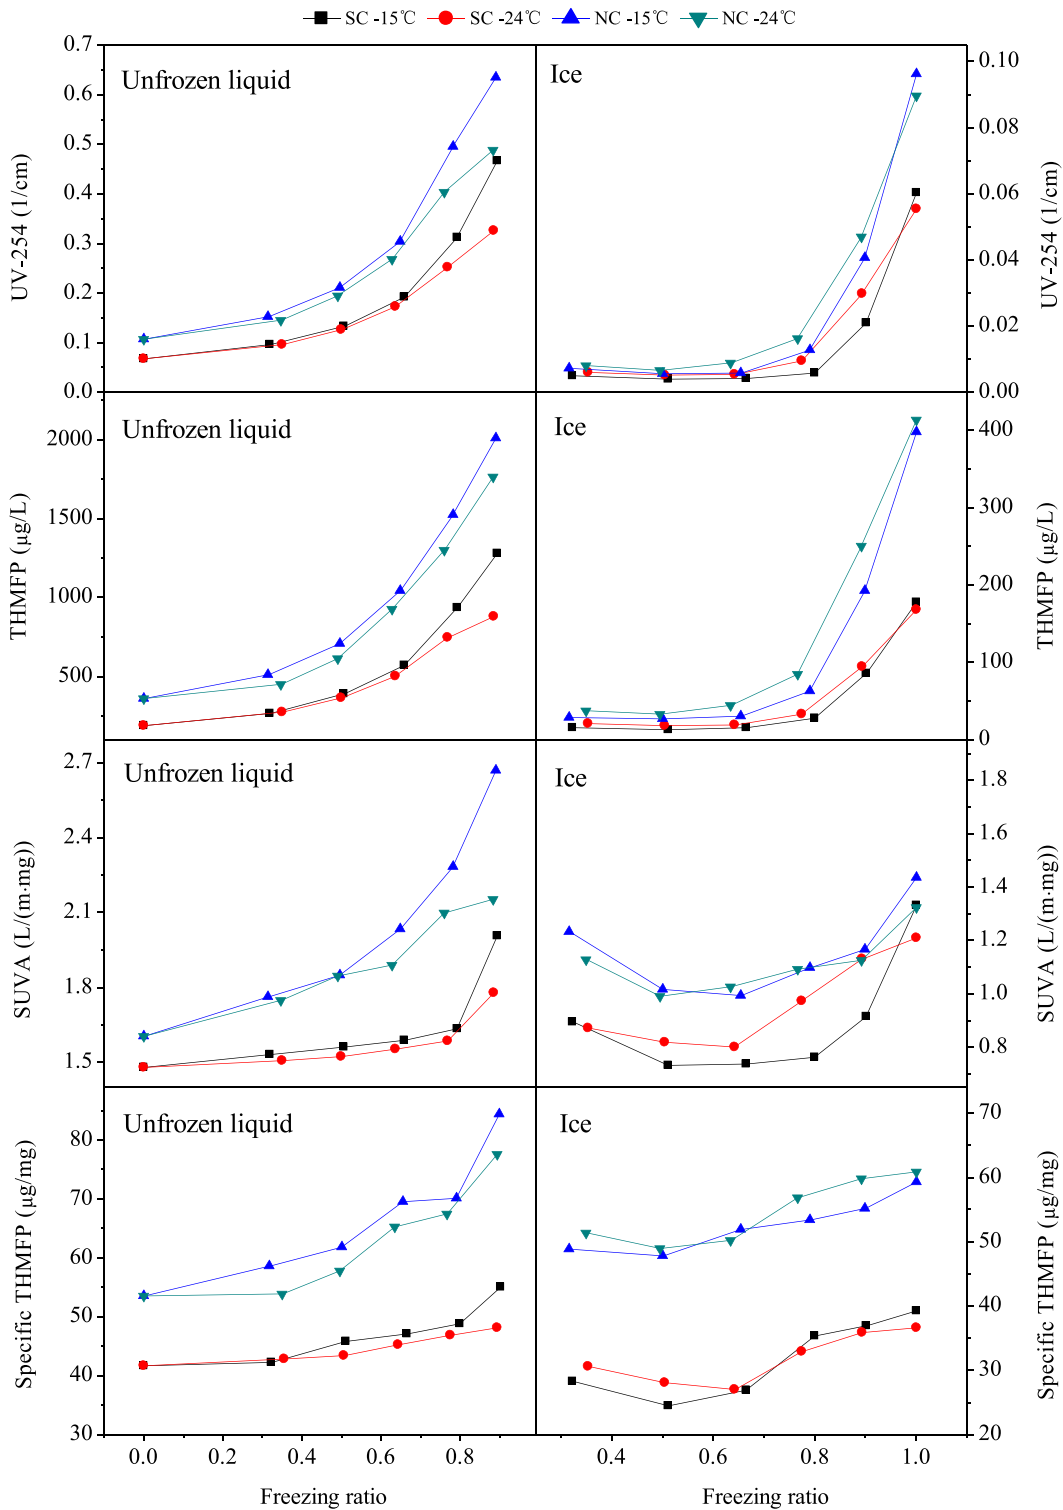 SC -15℃ SC -24℃ NC -15℃ NC -24℃
Unfrozen liquid
Ice
UV-254 (1/cm)
0.7
0.6
0.5
0.4
0.3
0.2
0.1
0.0
0.10
0.08
0.06
0.04
0.02
0.00
UV-254 (1/cm)
Unfrozen liquid
Ice
THMFP (μg/L)
2000
1500
1000
500
400
300
200
100
0
THMFP (μg/L)
Unfrozen liquid
Ice
SUVA (L/(m·mg))
2.7
2.4
2.1
1.8
1.5
1.8
1.6
1.4
1.2
1.0
0.8
SUVA (L/(m·mg))
Unfrozen liquid
Ice
Specific THMFP (μg/mg)
80
70
60
50
40
30
70
60
50
40
30
20
Specific THMFP (μg/mg)
0.0 0.2 0.4 0.6 0.8
0.4 0.6 0.8 1.0
Freezing ratio
Freezing ratio